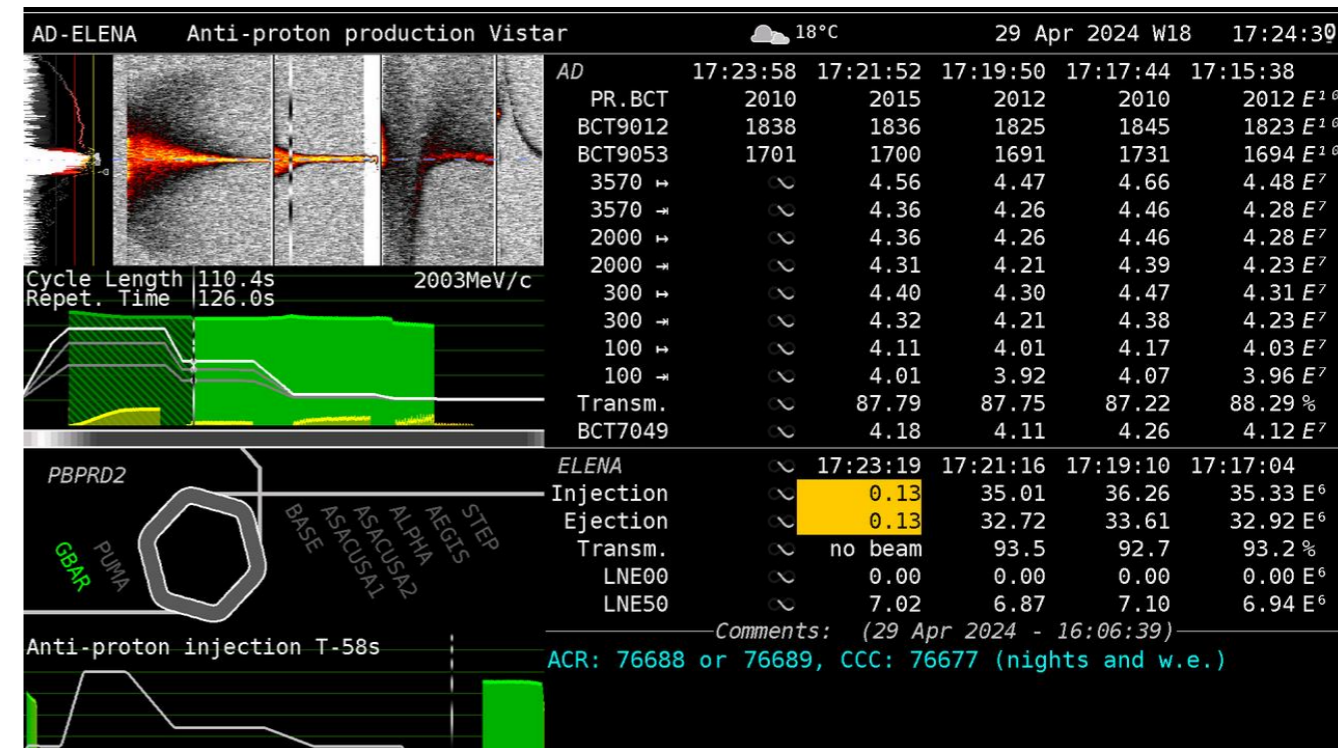 AD-ELENA Anti-proton production Vistar 18°C 29 Apr 2024 W18 17:24:30
AD 17:23:58 17:21:52 17:19:50 17:17:44 17:15:38
PR.BCT 2010 2015 2012 2010 2012 E¹⁰
BCT9012 1838 1836 1825 1845 1823 E¹⁰
BCT9053 1701 1700 1691 1731 1694 E¹⁰
3570 ↦ ∞ 4.56 4.47 4.66 4.48 E⁷
3570 ⇥ ∞ 4.36 4.26 4.46 4.28 E⁷
2000 ↦ ∞ 4.36 4.26 4.46 4.28 E⁷
2000 ⇥ ∞ 4.31 4.21 4.39 4.23 E⁷
300 ↦ ∞ 4.40 4.30 4.47 4.31 E⁷
300 ⇥ ∞ 4.32 4.21 4.38 4.23 E⁷
100 ↦ ∞ 4.11 4.01 4.17 4.03 E⁷
100 ⇥ ∞ 4.01 3.92 4.07 3.96 E⁷
Transm. ∞ 87.79 87.75 87.22 88.29 %
BCT7049 ∞ 4.18 4.11 4.26 4.12 E⁷
Cycle Length 110.4s 2003MeV/c
Repet. Time 126.0s
PBPRD2
GBAR
PUMA
BASE
ASACUSA1
ASACUSA2
ALPHA
AEGIS
STEP
ELENA ∞ 17:23:19 17:21:16 17:19:10 17:17:04
Injection ∞ 0.13 35.01 36.26 35.33 E⁶
Ejection ∞ 0.13 32.72 33.61 32.92 E⁶
Transm. ∞ no beam 93.5 92.7 93.2 %
LNE00 ∞ 0.00 0.00 0.00 0.00 E⁶
LNE50 ∞ 7.02 6.87 7.10 6.94 E⁶
Anti-proton injection T-58s
Comments: (29 Apr 2024 - 16:06:39)
ACR: 76688 or 76689, CCC: 76677 (nights and w.e.)